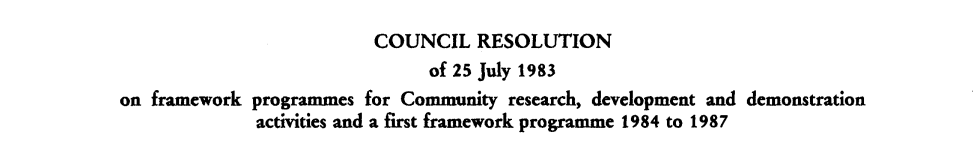 COUNCIL RESOLUTION
of 25 July 1983
on framework programmes for Community research, development and demonstration
activities and a first framework programme 1984 to 1987